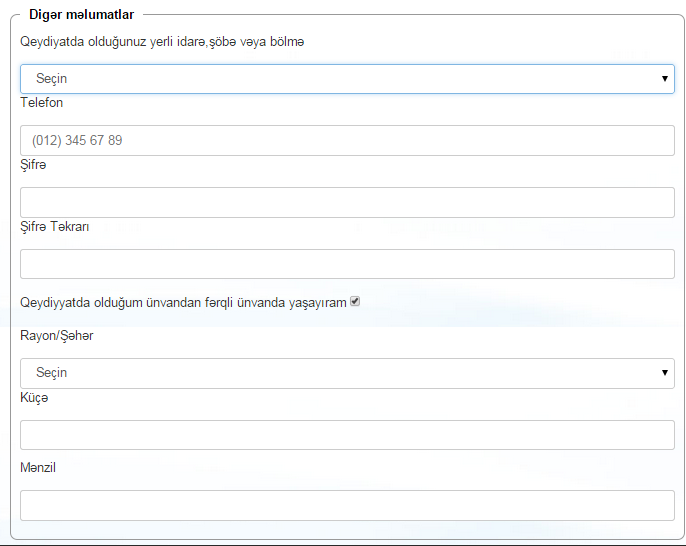 Digər məlumatlar
Qeydiyatda olduğunuz yerli idarə,şöbə vəya bölmə
Seçin
Telefon
(012) 345 67 89
Şifrə
Şifrə Təkrarı
Qeydiyyatda olduğum ünvandan fərqli ünvanda yaşayıram
Rayon/Şəhər
Seçin
Küçə
Mənzil